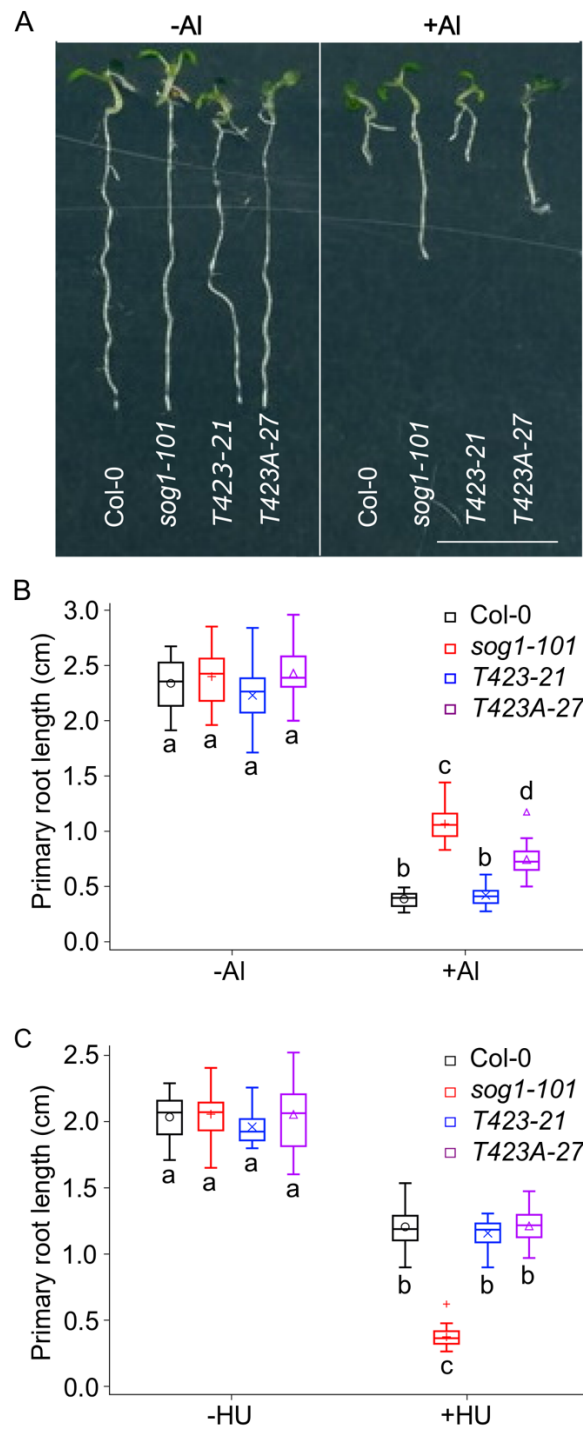 A
-Al +Al
Col-0 sog1-101 T423-21 T423A-27 Col-0 sog1-101 T423-21 T423A-27
B
Primary root length (cm)
3.0
2.5
2.0
1.5
1.0
0.5
0.0
Col-0
sog1-101
T423-21
T423A-27
a a a a
b c b d
-Al +Al
C
Primary root length (cm)
2.5
2.0
1.5
1.0
0.5
0.0
Col-0
sog1-101
T423-21
T423A-27
a a a a
b c b b
-HU +HU